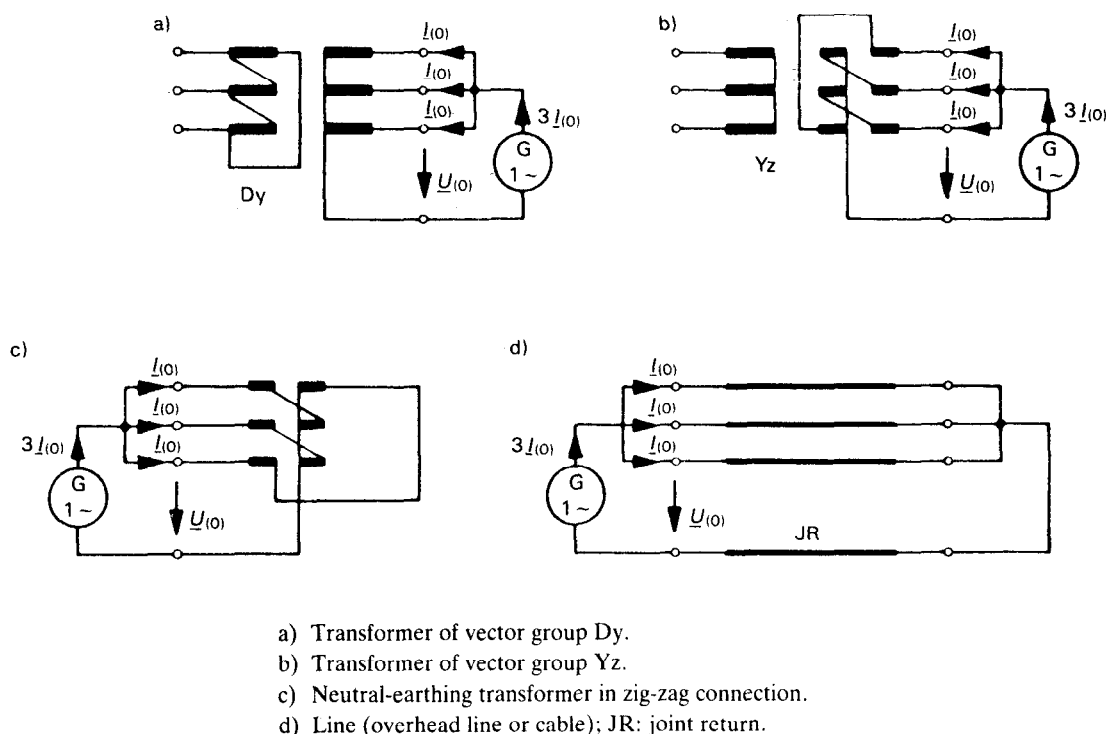 a)
I(0)
I(0)
I(0)
3 I(0)
G
1 ~
U(0)
Dy
b)
I(0)
I(0)
I(0)
3 I(0)
G
1 ~
U(0)
Yz
c)
I(0)
I(0)
I(0)
3 I(0)
G
1 ~
U(0)
d)
I(0)
I(0)
I(0)
3 I(0)
G
1 ~
U(0)
JR
a) Transformer of vector group Dy.
b) Transformer of vector group Yz.
c) Neutral-earthing transformer in zig-zag connection.
d) Line (overhead line or cable); JR: joint return.